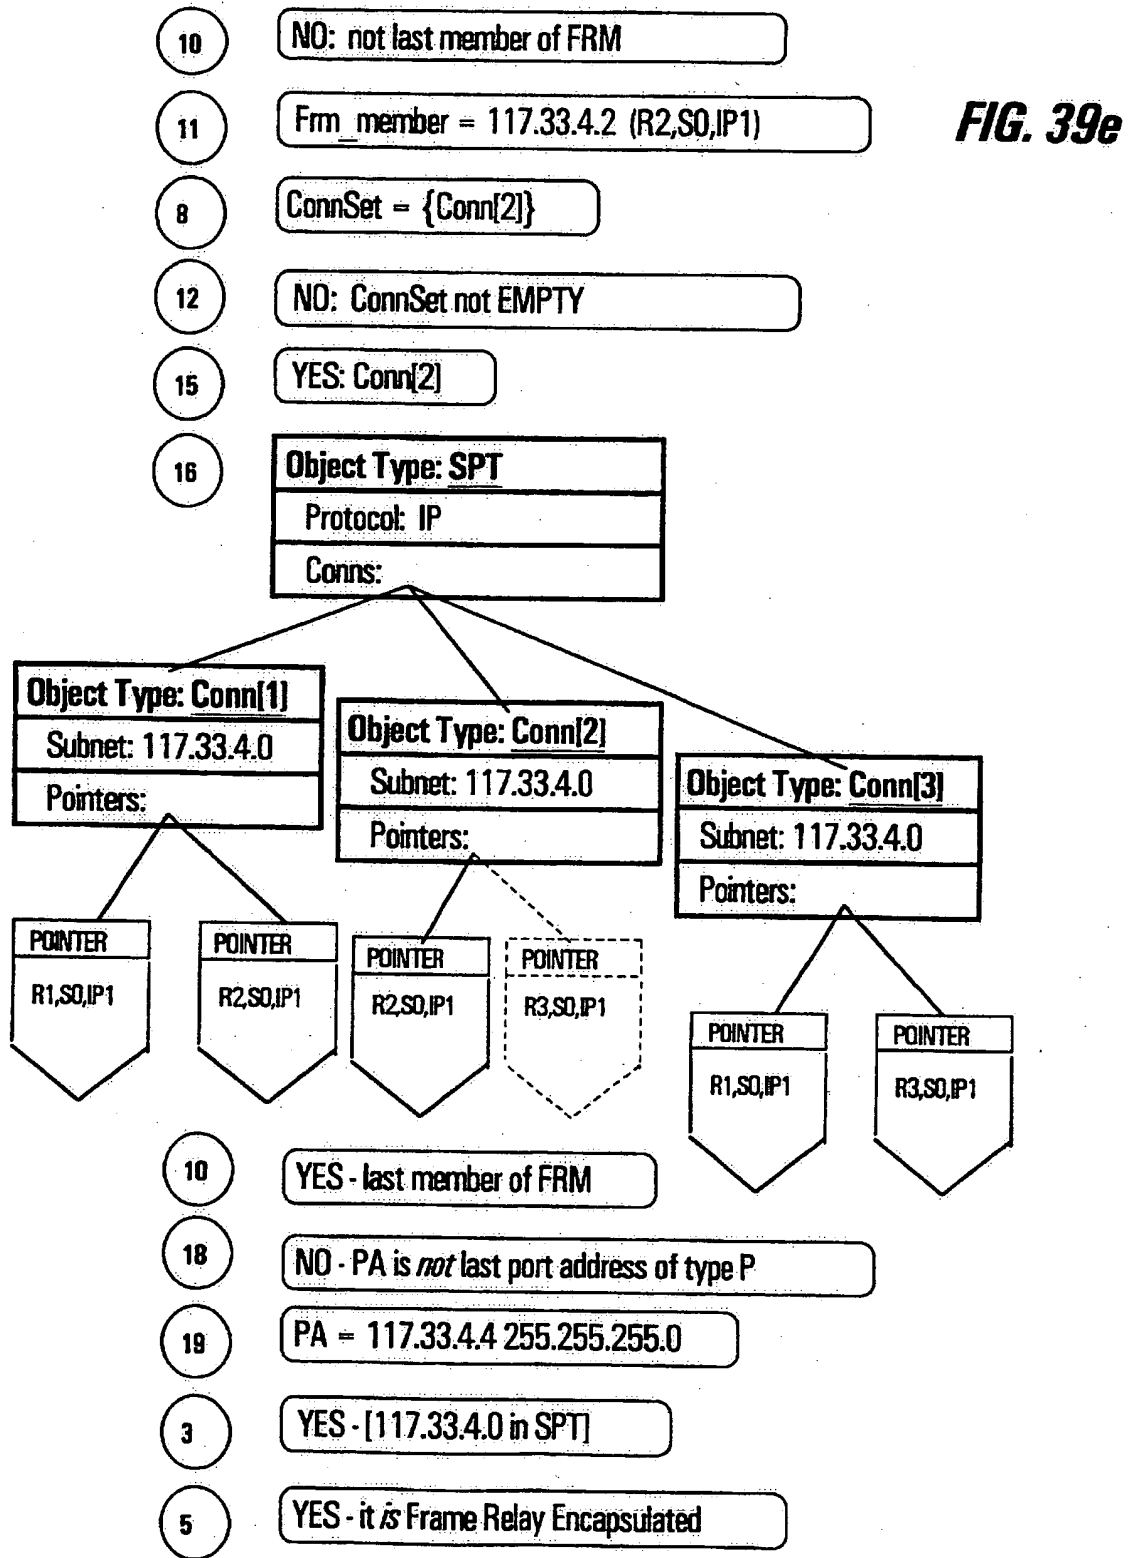 10
NO: not last member of FRM
FIG. 39e
11
Frm_member = 117.33.4.2 (R2,S0,IP1)
8
ConnSet = {Conn[2]}
12
NO: ConnSet not EMPTY
15
YES: Conn[2]
16
Object Type: SPT
Protocol: IP
Conns:
Object Type: Conn[1]
Subnet: 117.33.4.0
Pointers:
Object Type: Conn[2]
Subnet: 117.33.4.0
Pointers:
Object Type: Conn[3]
Subnet: 117.33.4.0
Pointers:
POINTER
R1,S0,IP1
POINTER
R2,S0,IP1
POINTER
R2,S0,IP1
POINTER
R3,S0,IP1
POINTER
R1,S0,IP1
POINTER
R3,S0,IP1
10
YES - last member of FRM
18
NO - PA is not last port address of type P
19
PA = 117.33.4.4 255.255.255.0
3
YES - [117.33.4.0 in SPT]
5
YES - it is Frame Relay Encapsulated